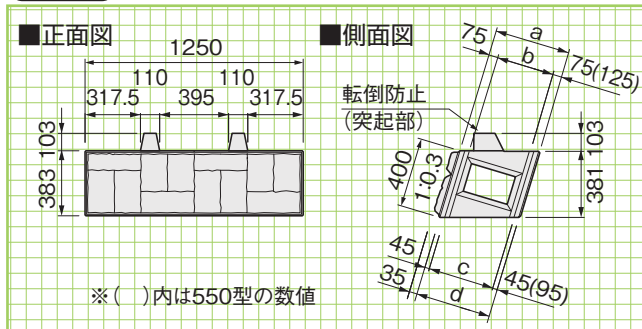 ■正面図
1250
110 110
317.5 395 317.5
103
383
※(　)内は550型の数値
■側面図
a
75 b 75(125)
転倒防止
(突起部)
103
400
1:0.3
381
45 c 45(95)
35 d